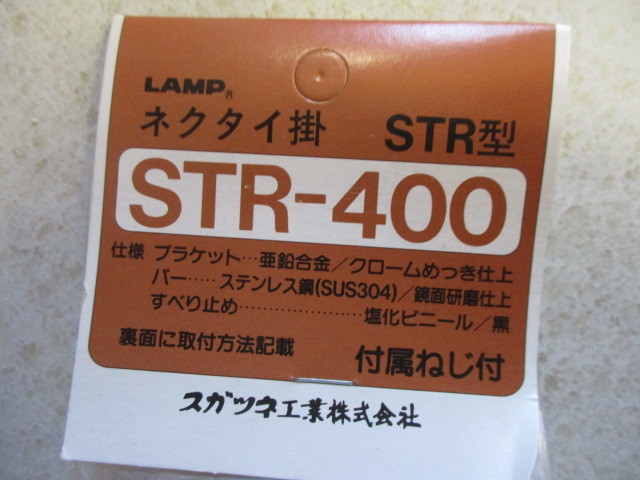 LAMP®
ネクタイ掛 STR型
STR-400
仕様 ブラケット…亜鉛合金/クロームめっき仕上
バー……ステンレス鋼(SUS304)/鏡面研磨仕上
すべり止め…………………塩化ビニール/黒
裏面に取付方法記載 付属ねじ付
スガツネ工業株式会社